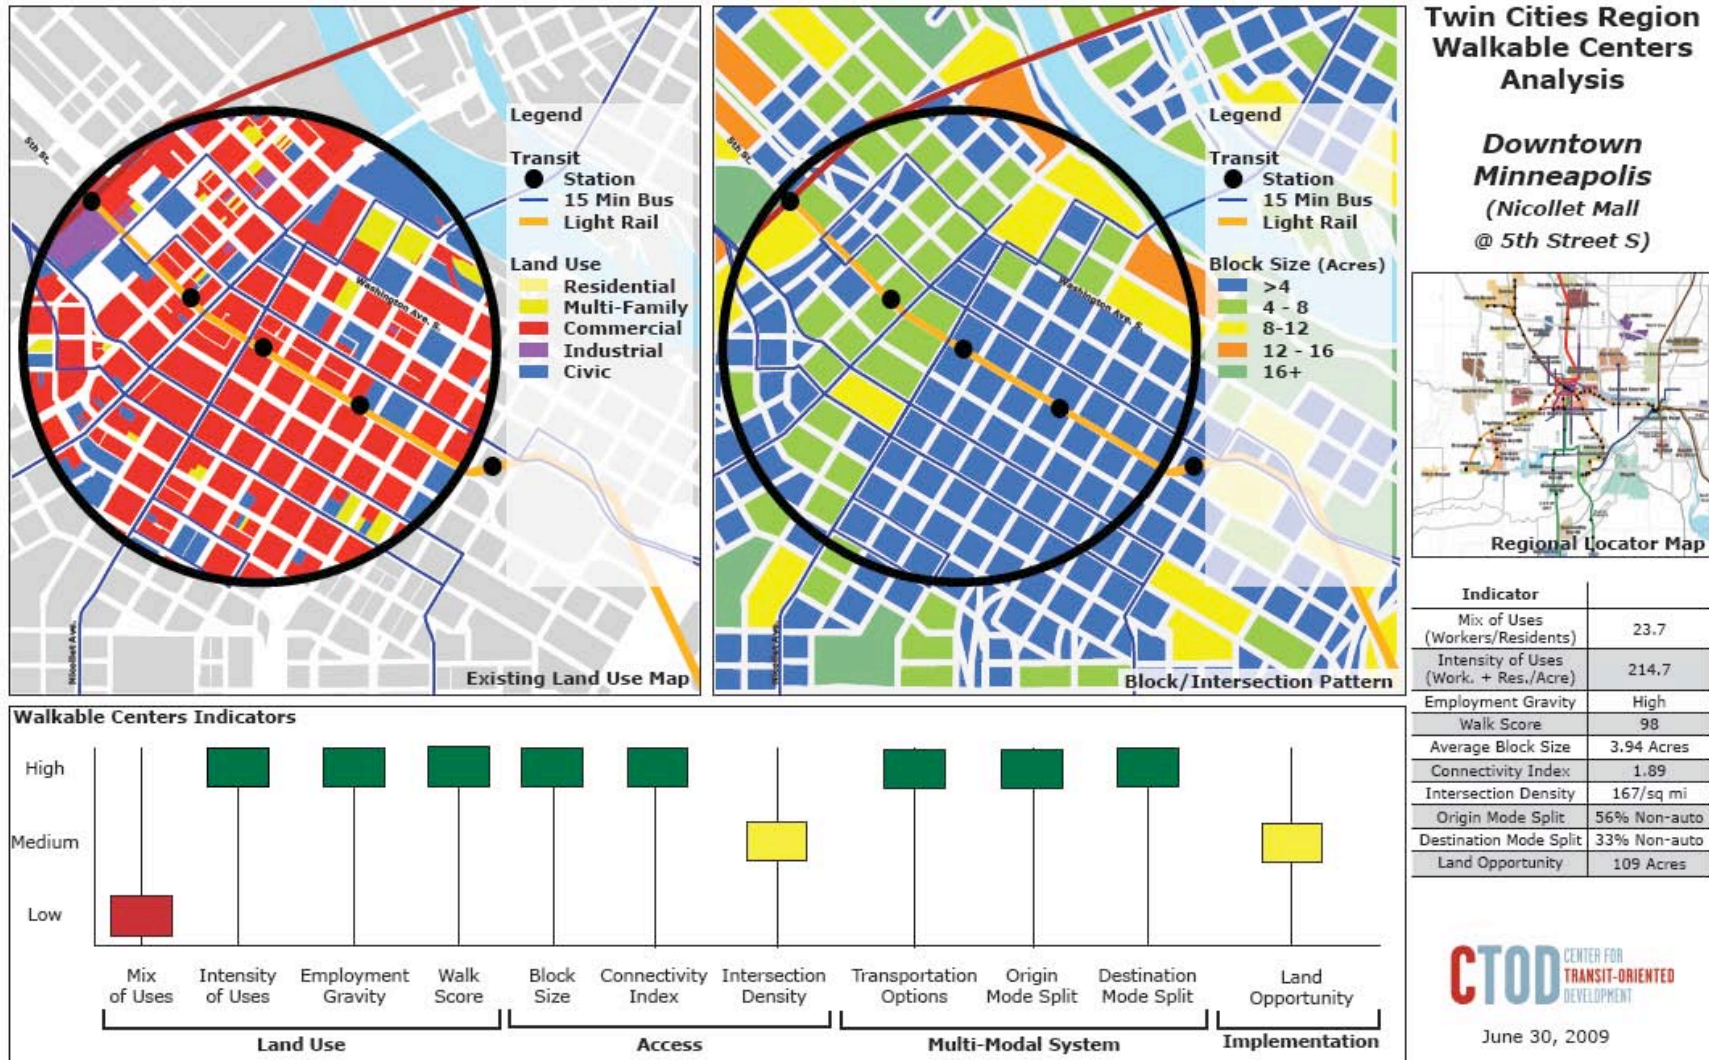 Twin Cities Region
Walkable Centers
Analysis
Downtown
Minneapolis
(Nicollet Mall
@ 5th Street S)
5th St.
Washington Ave. S.
Nicollet Ave.
Legend
Transit
Station
15 Min Bus
Light Rail
Land Use
Residential
Multi-Family
Commercial
Industrial
Civic
Existing Land Use Map
5th St.
Washington Ave. S.
Nicollet Ave.
Legend
Transit
Station
15 Min Bus
Light Rail
Block Size (Acres)
>4
4 - 8
8-12
12 - 16
16+
Block/Intersection Pattern
Regional Locator Map
Indicator
Mix of Uses
(Workers/Residents)
23.7
Intensity of Uses
(Work. + Res./Acre)
214.7
Employment Gravity High
Walk Score 98
Average Block Size 3.94 Acres
Connectivity Index 1.89
Intersection Density 167/sq mi
Origin Mode Split 56% Non-auto
Destination Mode Split 33% Non-auto
Land Opportunity 109 Acres
Walkable Centers Indicators
High
Medium
Low
Mix
of Uses
Intensity
of Uses
Employment
Gravity
Walk
Score
Block
Size
Connectivity
Index
Intersection
Density
Transportation
Options
Origin
Mode Split
Destination
Mode Split
Land
Opportunity
Land Use
Access
Multi-Modal System
Implementation
CTOD
CENTER FOR
TRANSIT-ORIENTED
DEVELOPMENT
June 30, 2009